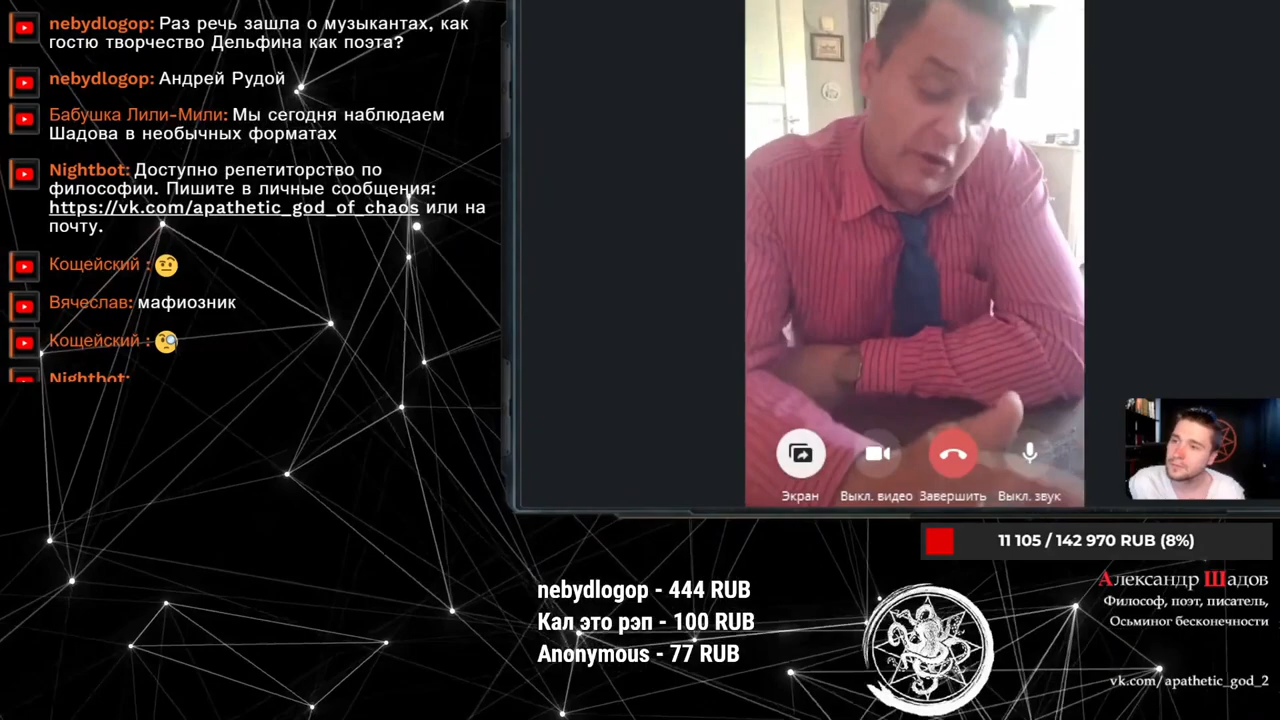 nebydlogop: Раз речь зашла о музыкантах, как
гостю творчество Дельфина как поэта?
nebydlogop: Андрей Рудой
Бабушка Лили-Мили: Мы сегодня наблюдаем
Шадова в необычных форматах
Nightbot: Доступно репетиторство по
философии. Пишите в личные сообщения:
https://vk.com/apathetic_god_of_chaos или на
почту.
Кощейский :
Вячеслав: мафиозник
Кощейский :
Nightbot:
Экран
Выкл. видео
Завершить
Выкл. звук
11 105 / 142 970 RUB (8%)
nebydlogop - 444 RUB
Кал это рэп - 100 RUB
Anonymous - 77 RUB
Александр Шадов
Философ, поэт, писатель,
Осьминог бесконечности
vk.com/apathetic_god_2